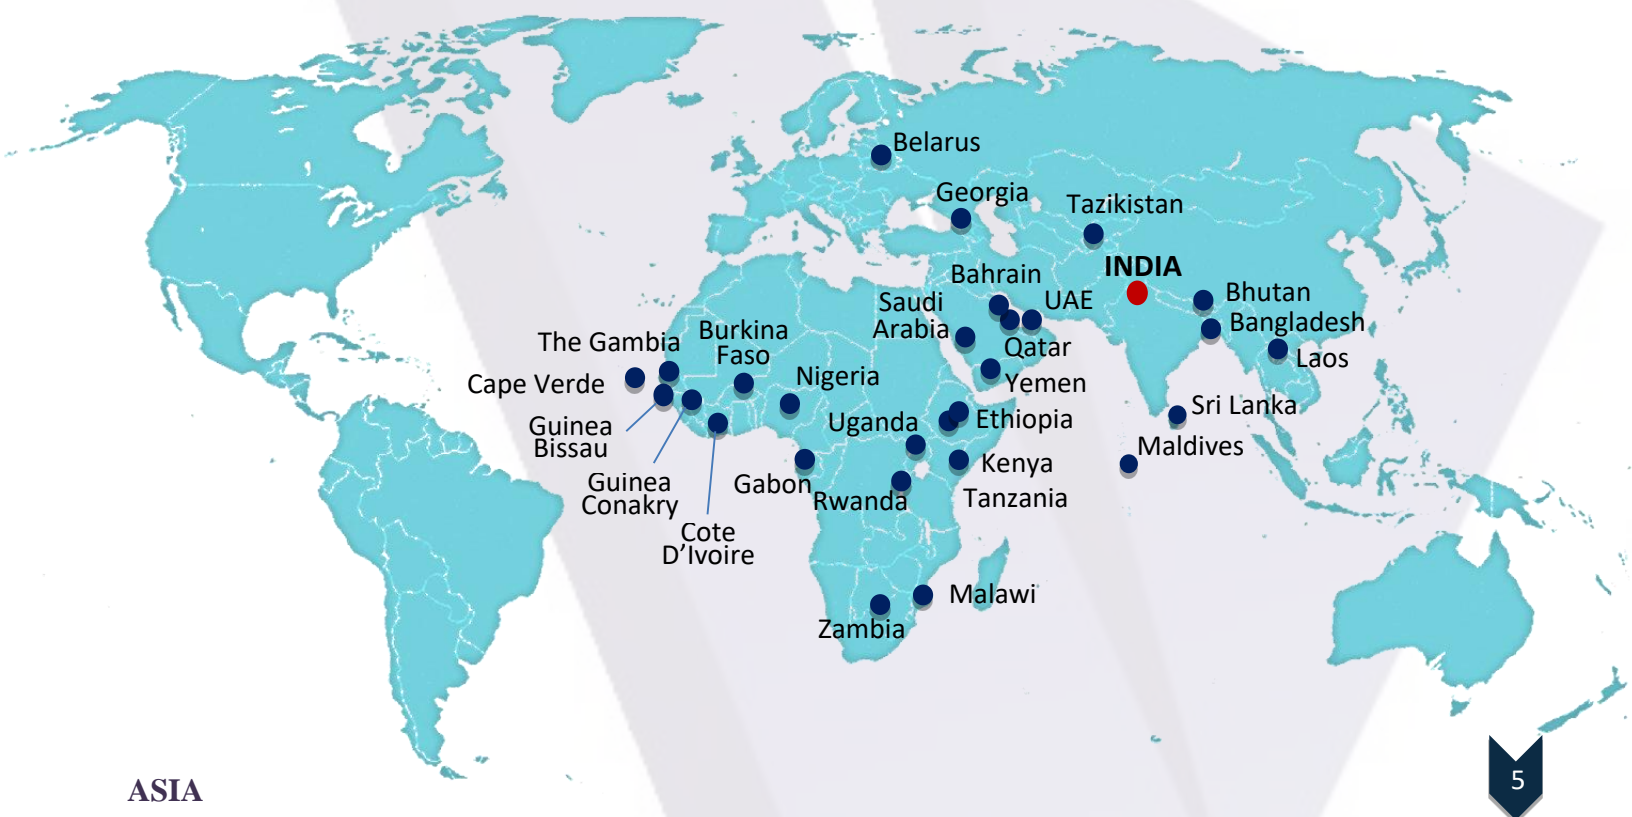 Belarus
Georgia
Tazikistan
INDIA
Bahrain
Bhutan
Saudi
Arabia
UAE
Bangladesh
Qatar
Laos
The Gambia
Burkina
Faso
Cape Verde
Nigeria
Yemen
Sri Lanka
Guinea
Bissau
Uganda
Ethiopia
Maldives
Guinea
Conakry
Gabon
Kenya
Rwanda
Tanzania
Cote
D’Ivoire
Malawi
Zambia
ASIA
5